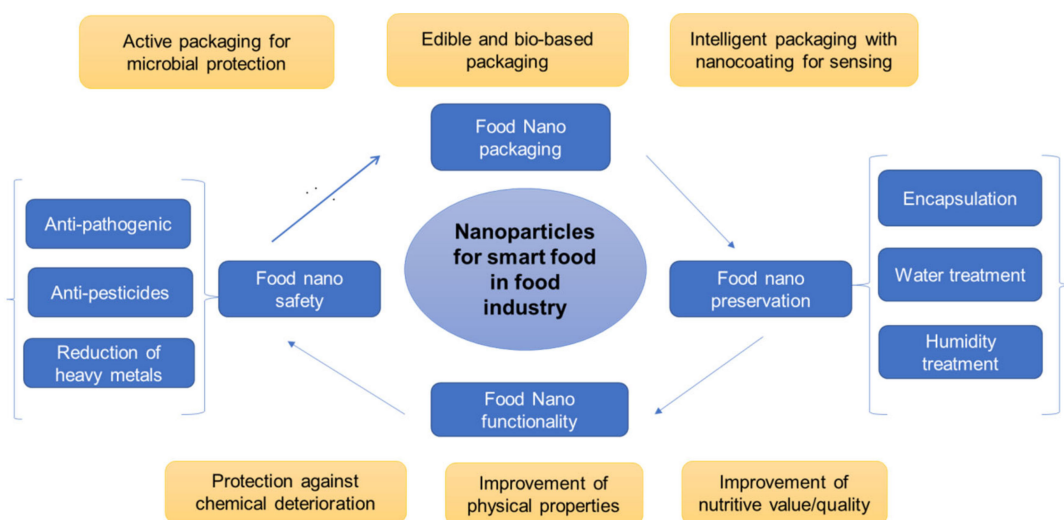 Active packaging for
microbial protection
Edible and bio-based
packaging
Intelligent packaging with
nanocoating for sensing
Food Nano
packaging
Anti-pathogenic
Anti-pesticides
Reduction of
heavy metals
Food nano
safety
Nanoparticles
for smart food
in food
industry
Food nano
preservation
Encapsulation
Water treatment
Humidity
treatment
Food Nano
functionality
Protection against
chemical deterioration
Improvement of
physical properties
Improvement of
nutritive value/quality